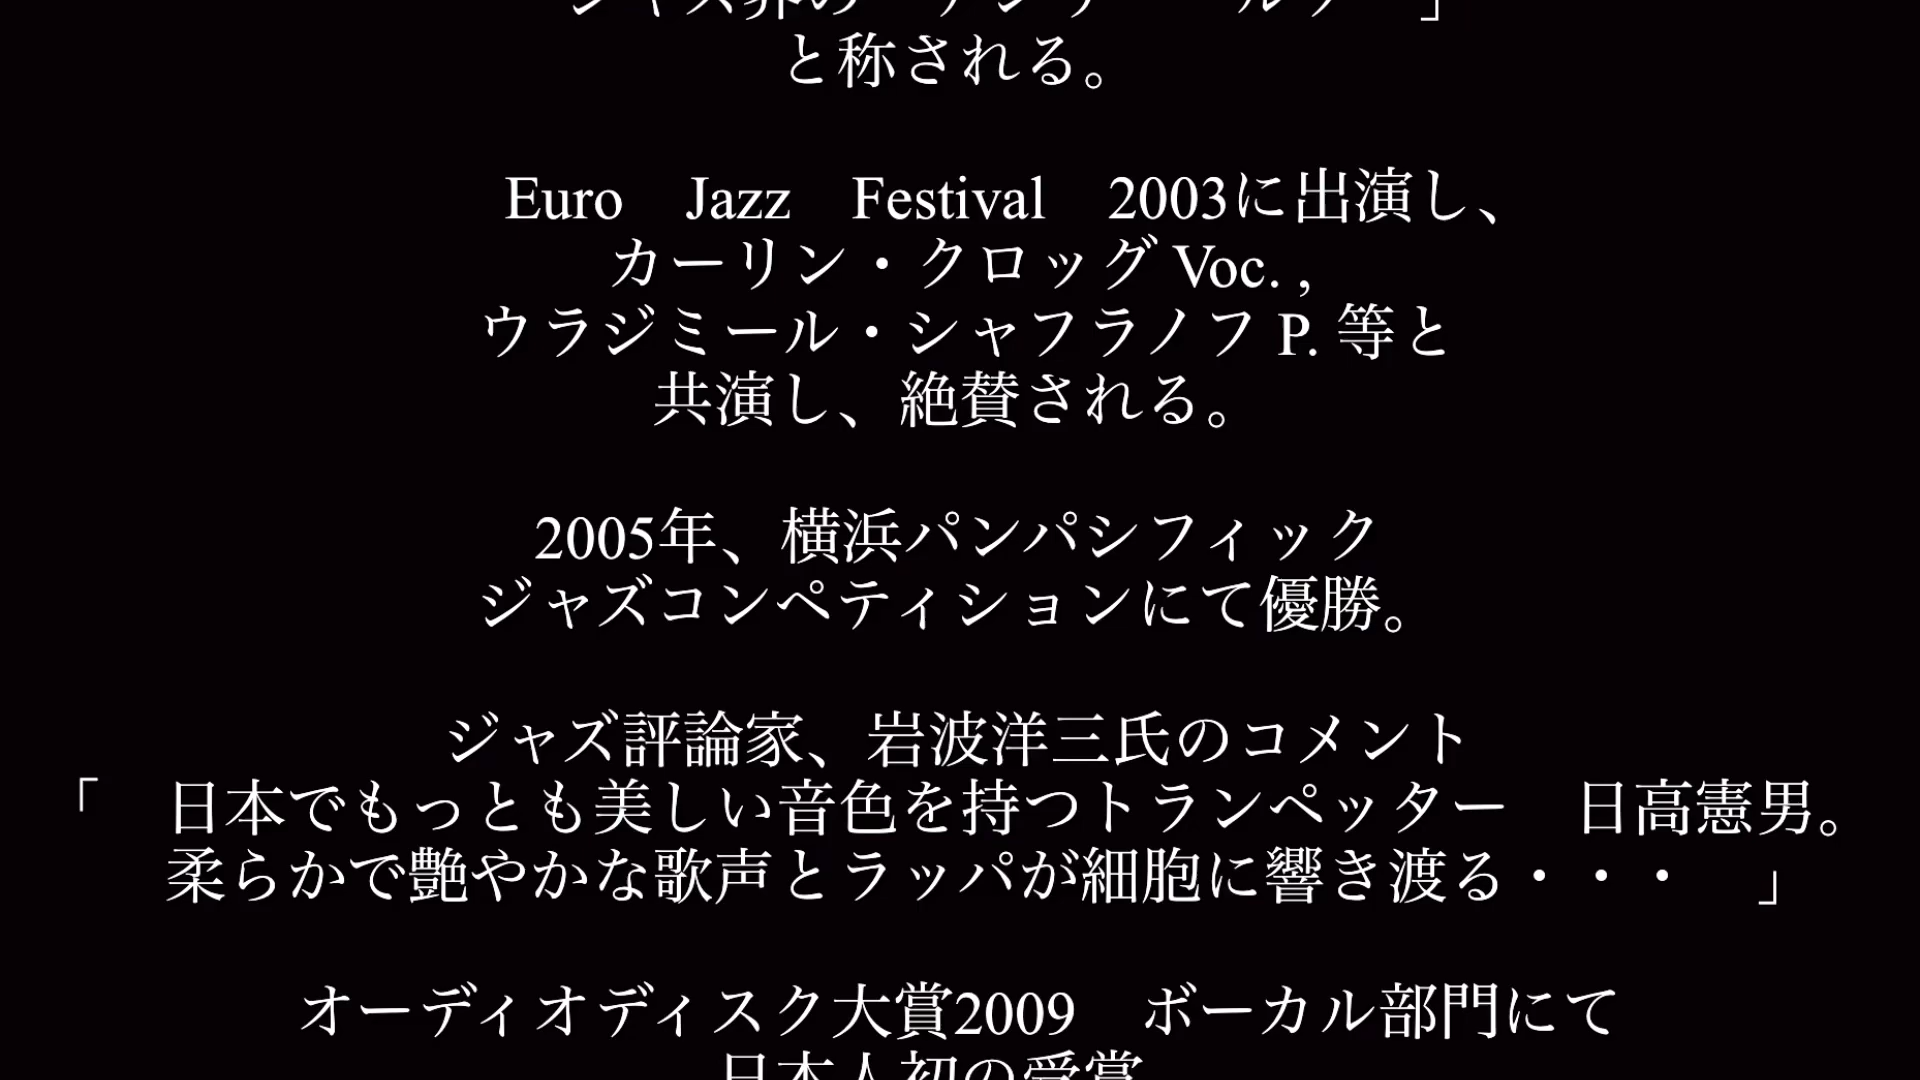 と称される。
Euro　Jazz　Festival　2003に出演し、
カーリン・クロッグ Voc. ,
ウラジミール・シャフラノフ P. 等と
共演し、絶賛される。
2005年、横浜パンパシフィック
ジャズコンペティションにて優勝。
ジャズ評論家、岩波洋三氏のコメント
「　日本でもっとも美しい音色を持つトランペッター　日高憲男。
柔らかで艶やかな歌声とラッパが細胞に響き渡る・・・　」
オーディオディスク大賞2009　ボーカル部門にて
日本人初の受賞